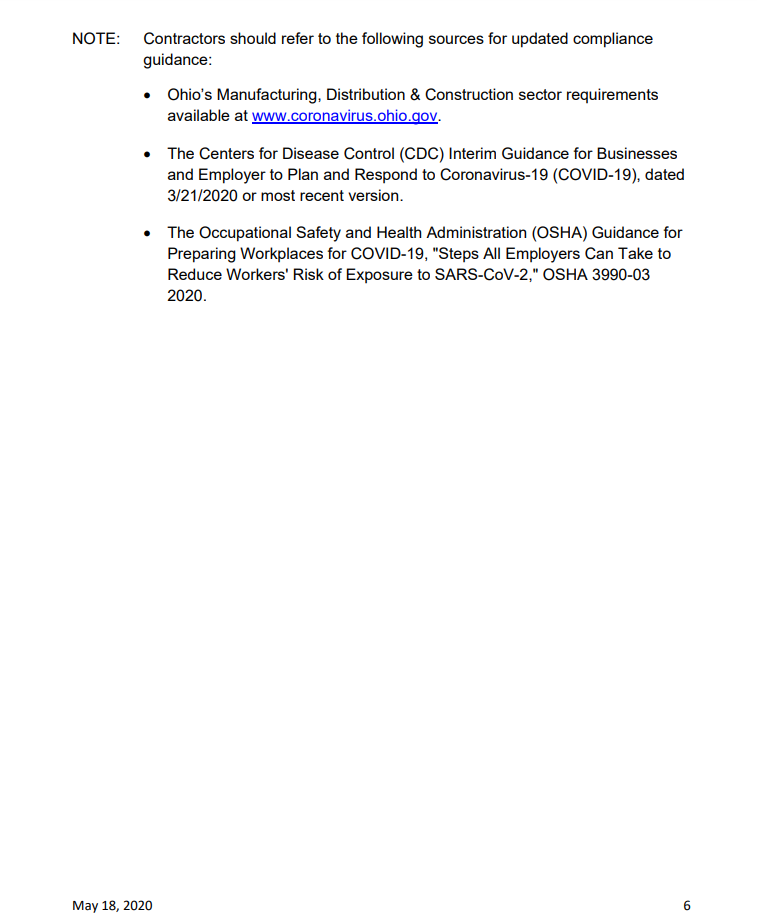 NOTE: Contractors should refer to the following sources for updated compliance
guidance:
• Ohio’s Manufacturing, Distribution & Construction sector requirements
available at www.coronavirus.ohio.gov.
• The Centers for Disease Control (CDC) Interim Guidance for Businesses
and Employer to Plan and Respond to Coronavirus-19 (COVID-19), dated
3/21/2020 or most recent version.
• The Occupational Safety and Health Administration (OSHA) Guidance for
Preparing Workplaces for COVID-19, "Steps All Employers Can Take to
Reduce Workers' Risk of Exposure to SARS-CoV-2," OSHA 3990-03
2020.
May 18, 2020 6